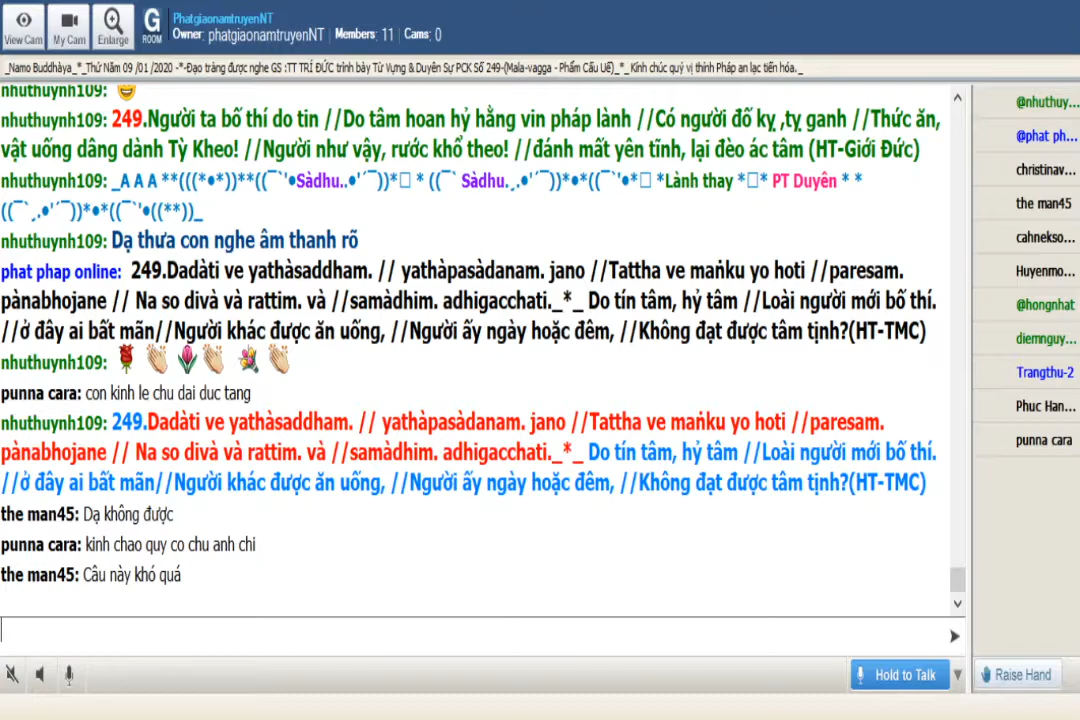 PhatgiaonamtruyenNT
Owner: phatgiaonamtruyenNT | Members: 11 | Cams: 0
View Cam My Cam Enlarge G ROOM
_Namo Buddhàya_*_Thứ Năm 09 /01 /2020 -*-Đạo tràng được nghe GS :TT TRÍ ĐỨC trình bày Từ Vựng & Duyên Sự PCK Số 249-(Mala-vagga - Phẩm Cấu Uế)_*_ Kính chúc quý vị thính Pháp an lạc tiến hóa._
nhuthuynh109: 😁
nhuthuynh109: 249.Người ta bố thí do tin //Do tâm hoan hỷ hằng vin pháp lành //Có người đố kỵ ,tỵ ganh //Thức ăn,
vật uống dâng dành Tỳ Kheo! //Người như vậy, rước khổ theo! //đánh mất yên tĩnh, lại đèo ác tâm (HT-Giới Đức)
nhuthuynh109: _A A A **(((*•*))**((¯`'•Sàdhu..•'´¯))*□ * ((¯` Sàdhu.¸.•'´¯))*•*((¯`'•*□ *Lành thay *□* PT Duyên * *
((¯`¸.•'´¯))*•*((¯`'•((**))_
nhuthuynh109: Dạ thưa con nghe âm thanh rõ
phat phap online: 249.Dadàti ve yathàsaddham. // yathàpasàdanam. jano //Tattha ve maṅku yo hoti //paresam.
pànabhojane // Na so divà và rattim. và //samàdhim. adhigacchati._*_ Do tín tâm, hỷ tâm //Loài người mới bố thí.
//ở đây ai bất mãn//Người khác được ăn uống, //Người ấy ngày hoặc đêm, //Không đạt được tâm tịnh?(HT-TMC)
nhuthuynh109: 🌹 👏 🌷 👏 💐 👏
punna cara: con kinh le chu dai duc tang
nhuthuynh109: 249.Dadàti ve yathàsaddham. // yathàpasàdanam. jano //Tattha ve maṅku yo hoti //paresam.
pànabhojane // Na so divà và rattim. và //samàdhim. adhigacchati._*_ Do tín tâm, hỷ tâm //Loài người mới bố thí.
//ở đây ai bất mãn//Người khác được ăn uống, //Người ấy ngày hoặc đêm, //Không đạt được tâm tịnh?(HT-TMC)
the man45: Dạ không được
punna cara: kinh chao quy co chu anh chi
the man45: Câu này khó quá
@nhuthuy...
@phat ph...
christinav...
the man45
cahnekso...
Huyenmo...
@hongnhat
diemnguy...
Trangthu-2
Phuc Han...
punna cara
Hold to Talk
Raise Hand